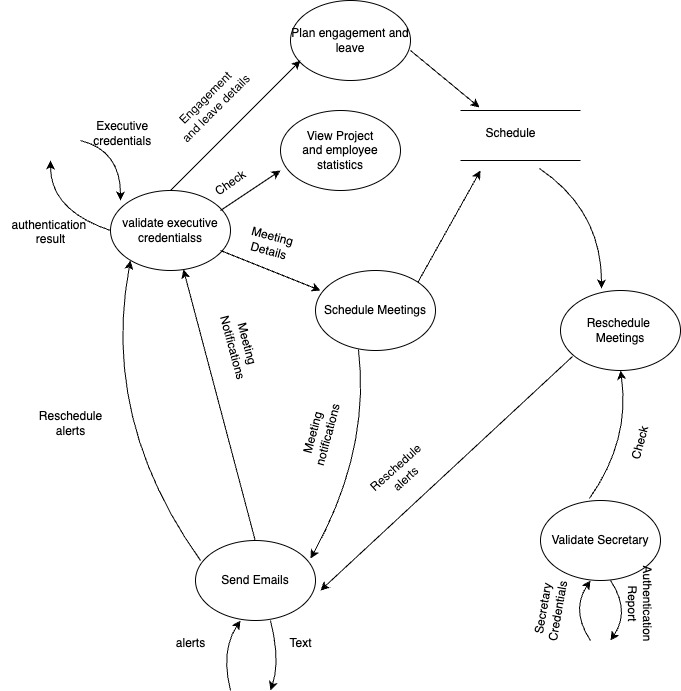 Plan engagement and
leave
Engagement
and leave details
Executive
credentials
Schedule
View Project
and employee
statistics
Check
authentication
result
validate executive
credentialss
Meeting
Details
Schedule Meetings
Reschedule
Meetings
Meeting
Notifications
Reschedule
alerts
Meeting
notifications
Reschedule
alerts
Check
Validate Secretary
Send Emails
Secretary
Credentials
Authentication
Report
alerts
Text